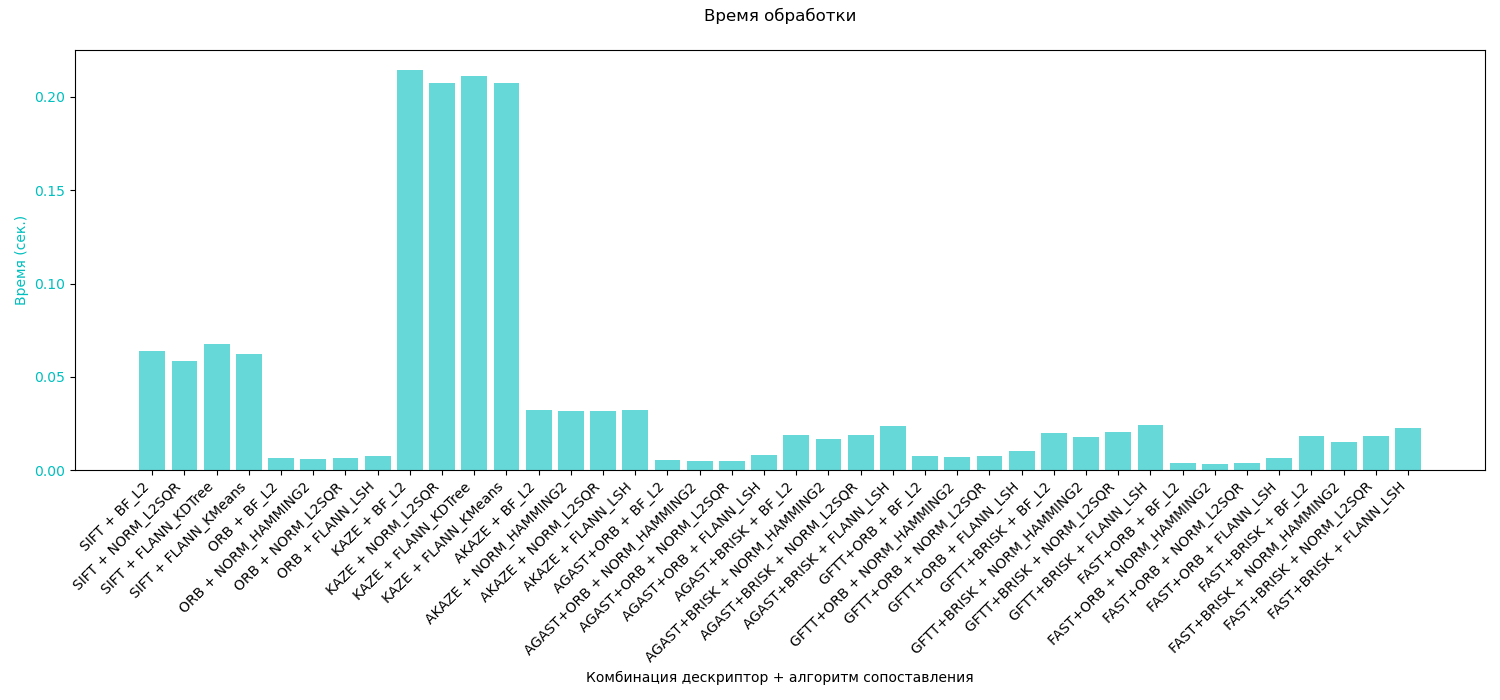 Время обработки
Время (сек.)
0.20
0.15
0.10
0.05
0.00
SIFT + BF_L2
SIFT + NORM_L2SQR
SIFT + FLANN_KDTree
SIFT + FLANN_KMeans
ORB + BF_L2
ORB + NORM_HAMMING2
ORB + NORM_L2SQR
ORB + FLANN_LSH
KAZE + BF_L2
KAZE + NORM_L2SQR
KAZE + FLANN_KDTree
KAZE + FLANN_KMeans
AKAZE + BF_L2
AKAZE + NORM_HAMMING2
AKAZE + NORM_L2SQR
AKAZE + FLANN_LSH
AGAST+ORB + BF_L2
AGAST+ORB + NORM_HAMMING2
AGAST+ORB + NORM_L2SQR
AGAST+ORB + FLANN_LSH
AGAST+BRISK + BF_L2
AGAST+BRISK + NORM_HAMMING2
AGAST+BRISK + NORM_L2SQR
AGAST+BRISK + FLANN_LSH
GFTT+ORB + BF_L2
GFTT+ORB + NORM_HAMMING2
GFTT+ORB + NORM_L2SQR
GFTT+ORB + FLANN_LSH
GFTT+BRISK + BF_L2
GFTT+BRISK + NORM_HAMMING2
GFTT+BRISK + NORM_L2SQR
GFTT+BRISK + FLANN_LSH
FAST+ORB + BF_L2
FAST+ORB + NORM_HAMMING2
FAST+ORB + NORM_L2SQR
FAST+ORB + FLANN_LSH
FAST+BRISK + BF_L2
FAST+BRISK + NORM_HAMMING2
FAST+BRISK + NORM_L2SQR
FAST+BRISK + FLANN_LSH
Комбинация дескриптор + алгоритм сопоставления